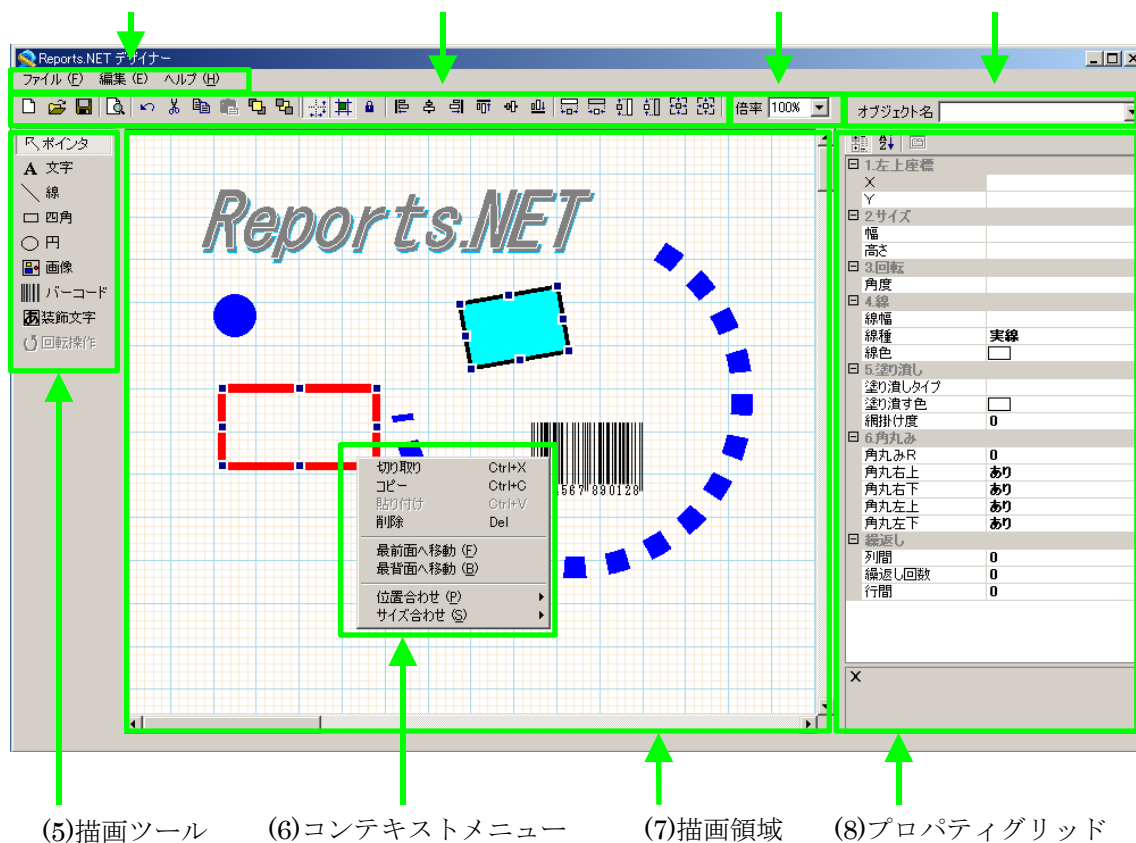 Reports.NET デザイナー
ファイル (F) 編集 (E) ヘルプ (H)
倍率 100%
オブジェクト名
ポインタ
A 文字
線
四角
円
画像
バーコード
あ 装飾文字
回転操作
Reports.NET
567 890128
切り取り Ctrl+X
コピー Ctrl+C
貼り付け Ctrl+V
削除 Del
最前面へ移動 (F)
最背面へ移動 (B)
位置合わせ (P)
サイズ合わせ (S)
1.左上座標
X
Y
2.サイズ
幅
高さ
3.回転
角度
4.線
線幅
線種 実線
線色
5.塗り潰し
塗り潰しタイプ
塗り潰す色
網掛け度 0
6.角丸み
角丸みR 0
角丸右上 あり
角丸右下 あり
角丸左上 あり
角丸左下 あり
繰返し
列間 0
繰返し回数 0
行間 0
X
(5)描画ツール
(6)コンテキストメニュー
(7)描画領域
(8)プロパティグリッド